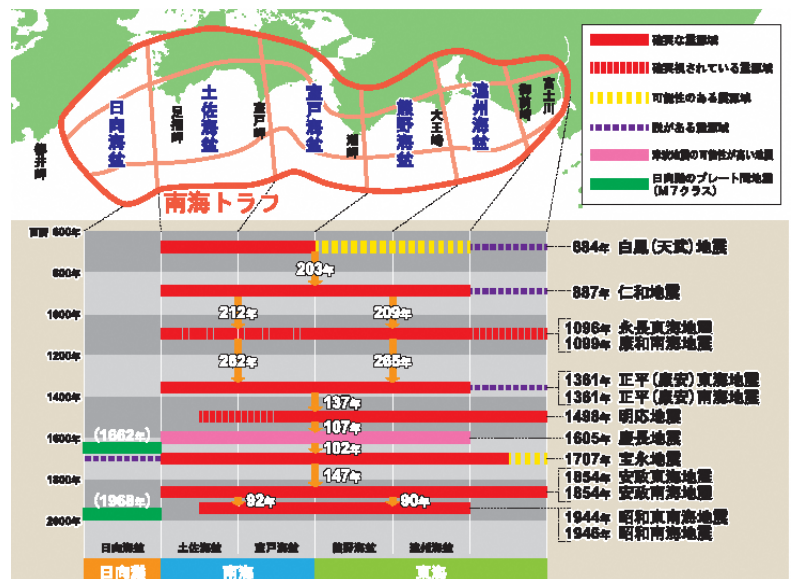 確実な震源域
確実視されている震源域
可能性のある震源域
説がある震源域
津波地震の可能性が高い地震
日向灘のプレート間地震
(M7クラス)
都井岬
日向海盆
足摺岬
土佐海盆
室戸岬
室戸海盆
潮岬
熊野海盆
大王崎
遠州海盆
御前崎
富士川
南海トラフ
西暦 600年
800年
1000年
1200年
1400年
1600年
1800年
2000年
203年
212年
209年
262年
265年
137年
107年
102年
147年
92年
90年
(1662年)
(1968年)
684年 白鳳(天武)地震
887年 仁和地震
1096年 永長東海地震
1099年 康和南海地震
1361年 正平(康安)東海地震
1361年 正平(康安)南海地震
1498年 明応地震
1605年 慶長地震
1707年 宝永地震
1854年 安政東海地震
1854年 安政南海地震
1944年 昭和東南海地震
1946年 昭和南海地震
日向海盆 土佐海盆 室戸海盆 熊野海盆 遠州海盆
日向灘 南海 東海